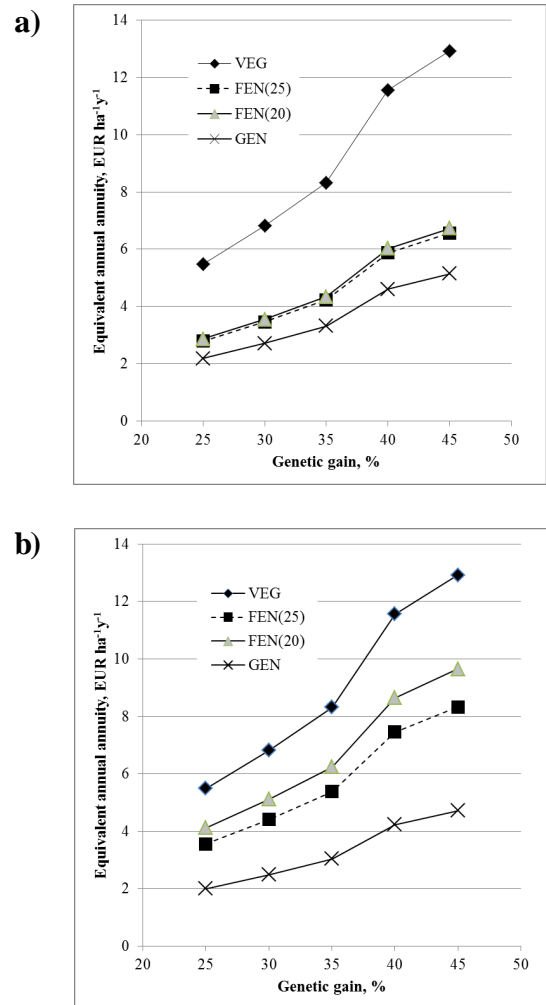 a)
14
12
10
8
6
4
2
0
VEG
FEN(25)
FEN(20)
GEN
Equivalent annual annuity, EUR ha⁻¹y⁻¹
20 25 30 35 40 45 50
Genetic gain, %
b)
14
12
10
8
6
4
2
0
VEG
FEN(25)
FEN(20)
GEN
Equivalent annual annuity, EUR ha⁻¹y⁻¹
20 25 30 35 40 45 50
Genetic gain, %